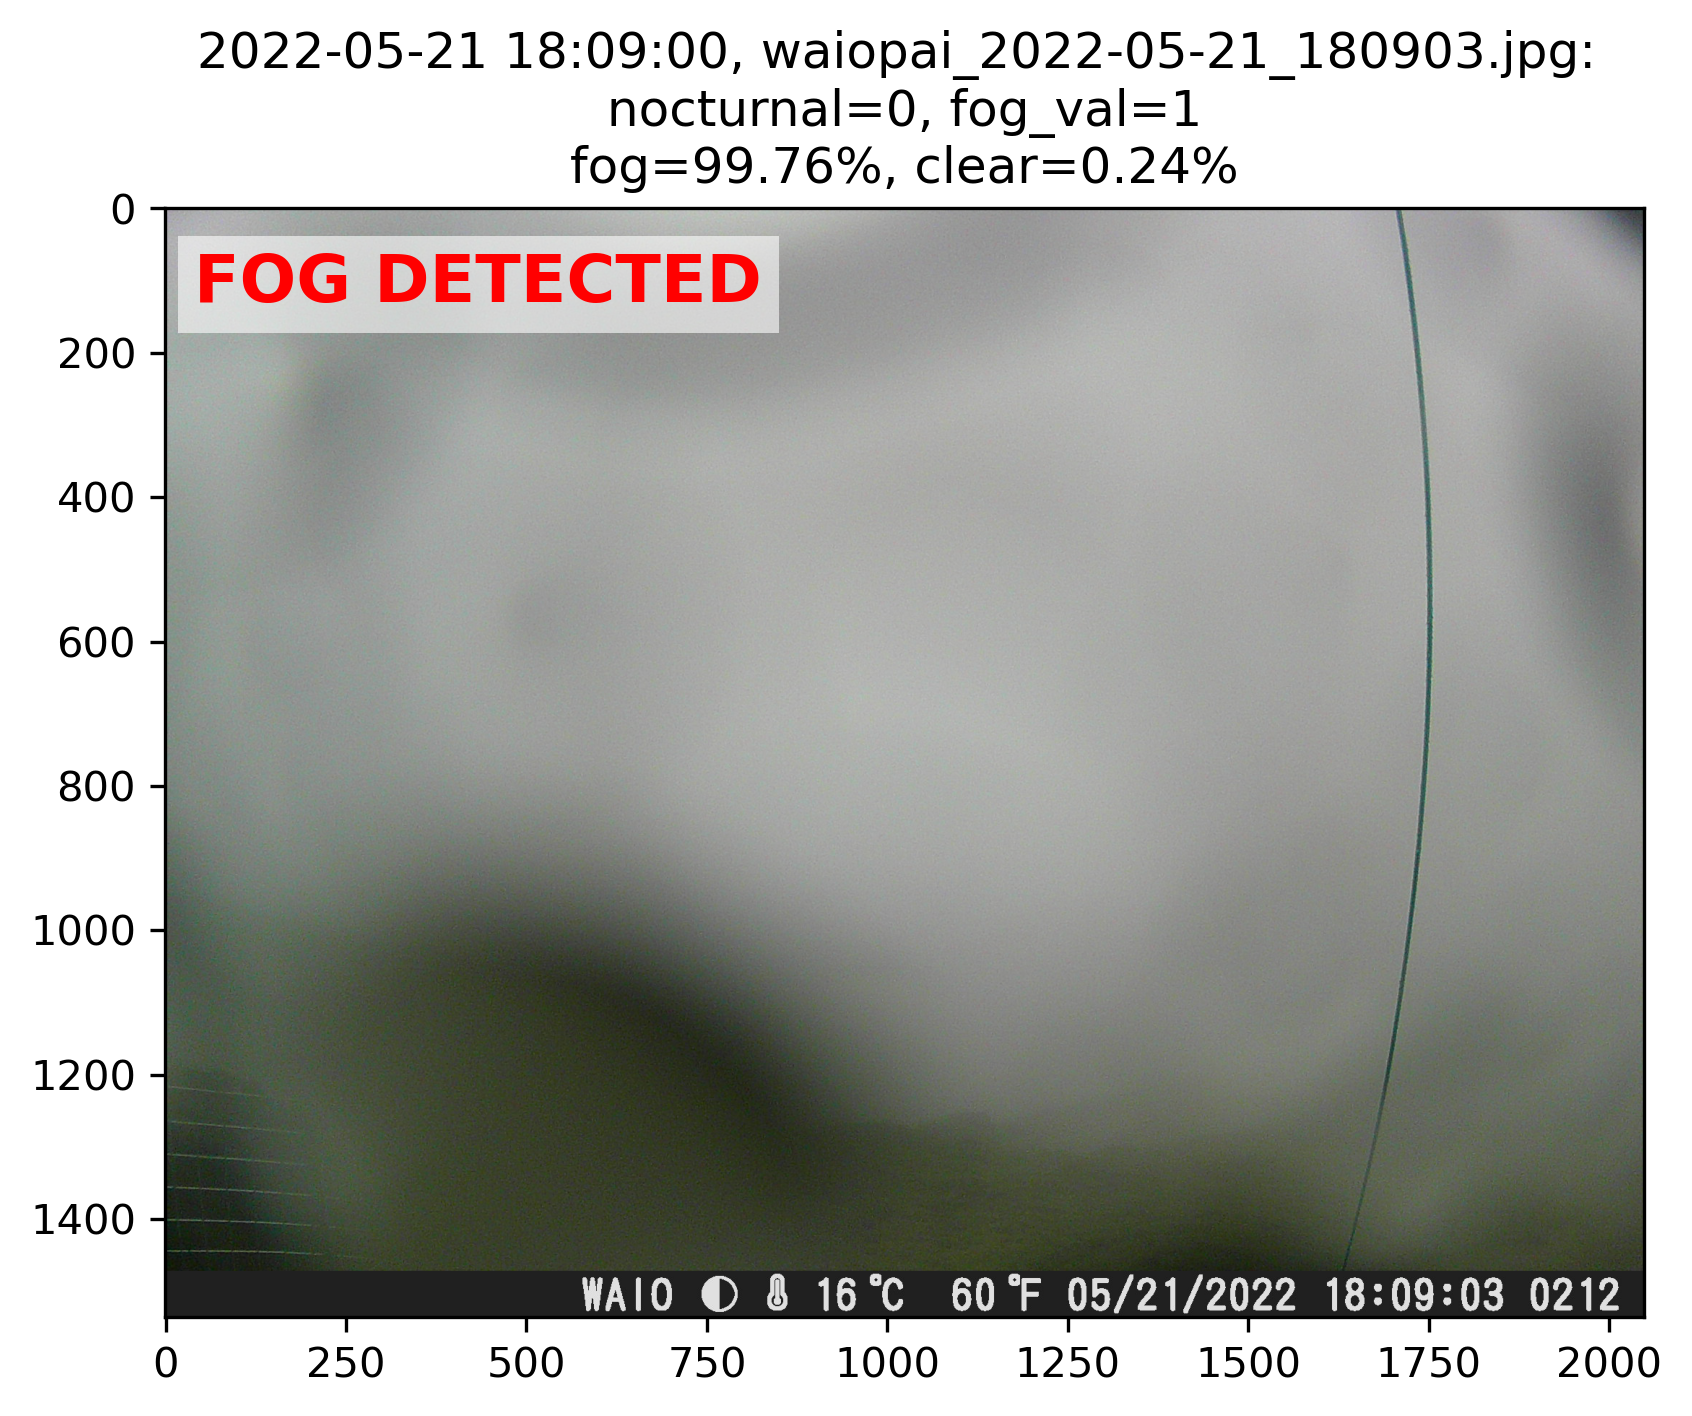 2022-05-21 18:09:00, waiopai_2022-05-21_180903.jpg:
nocturnal=0, fog_val=1
fog=99.76%, clear=0.24%
FOG DETECTED
0
200
400
600
800
1000
1200
1400
WAIO 16°C 60°F 05/21/2022 18:09:03 0212
0 250 500 750 1000 1250 1500 1750 2000